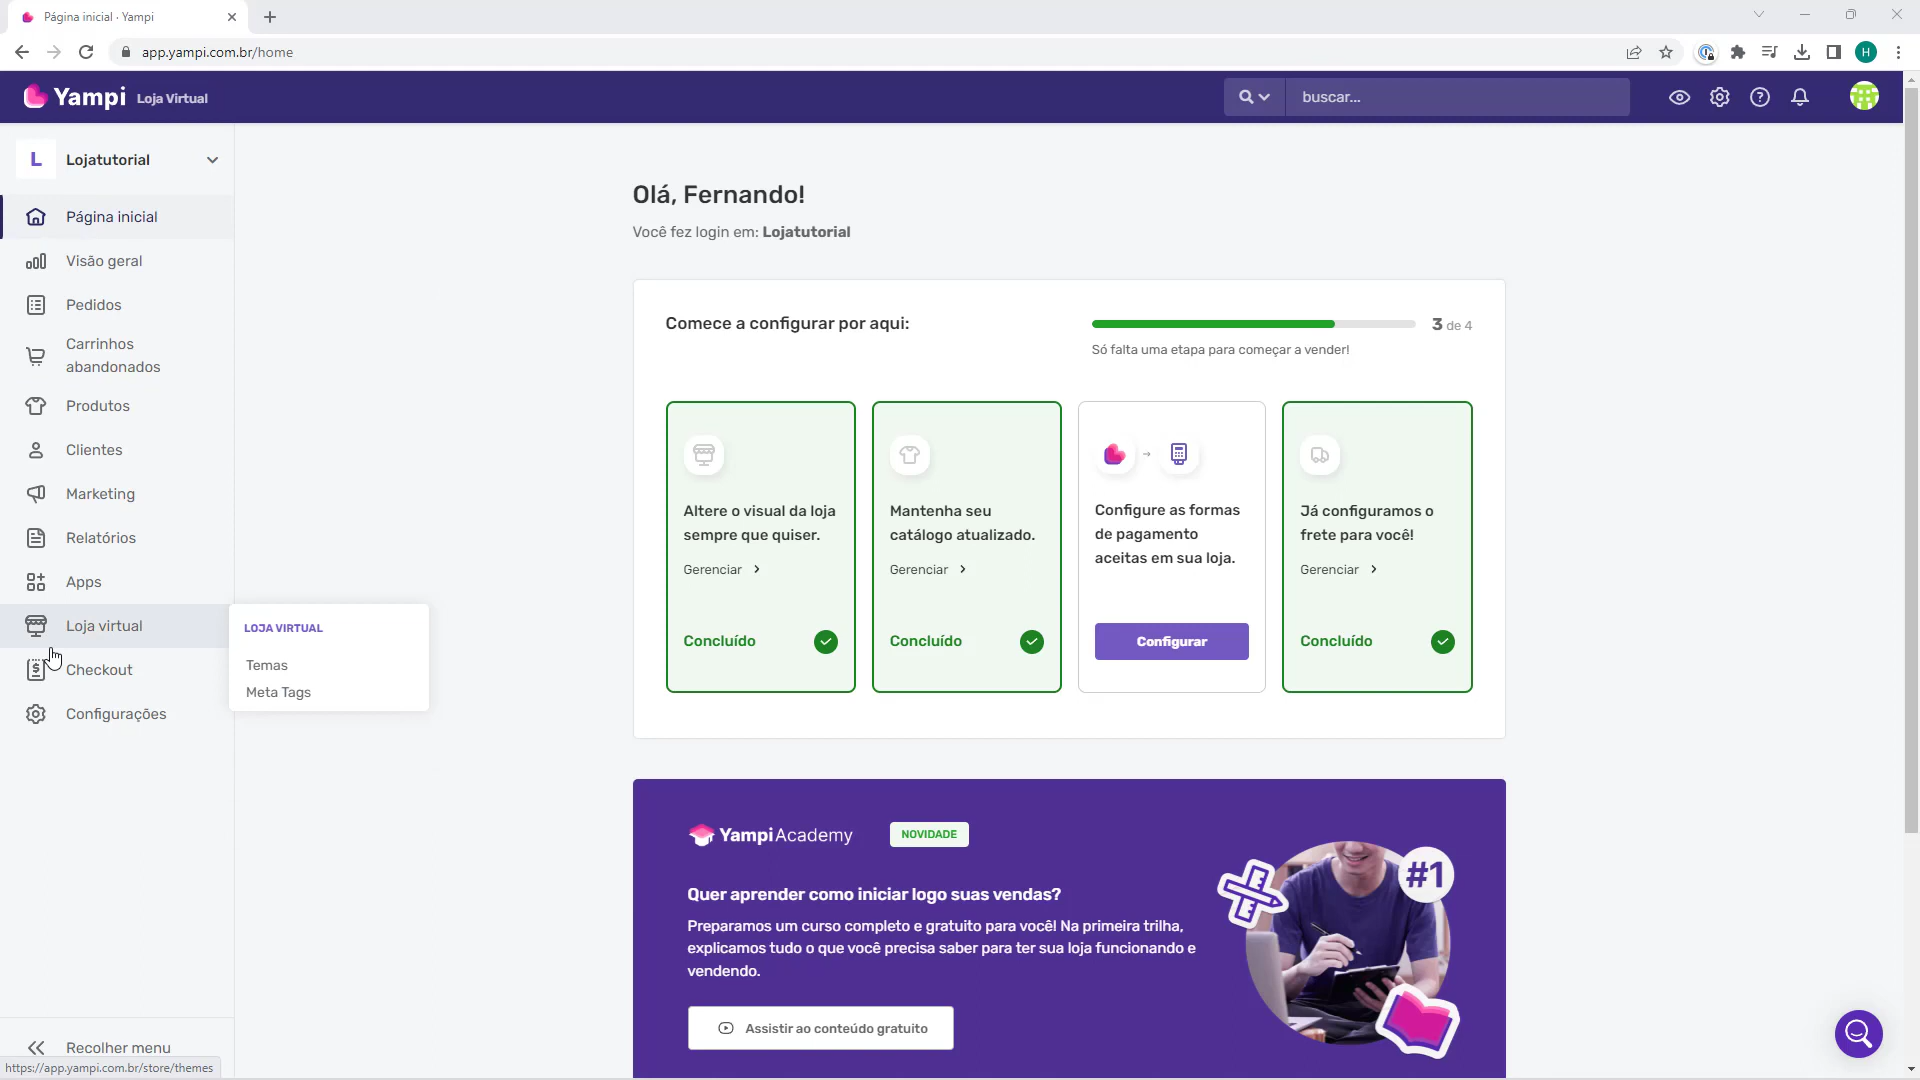 Página inicial · Yampi
app.yampi.com.br/home
H
Yampi Loja Virtual
buscar...
L
Lojatutorial
Página inicial
Visão geral
Pedidos
Carrinhos
abandonados
Produtos
Clientes
Marketing
Relatórios
Apps
Loja virtual
Checkout
Configurações
Recolher menu
https://app.yampi.com.br/store/themes
LOJA VIRTUAL
Temas
Meta Tags
Olá, Fernando!
Você fez login em: Lojatutorial
Comece a configurar por aqui:
3 de 4
Só falta uma etapa para começar a vender!
Altere o visual da loja
sempre que quiser.
Gerenciar
Concluído
Mantenha seu
catálogo atualizado.
Gerenciar
Concluído
Configure as formas
de pagamento
aceitas em sua loja.
Configurar
Já configuramos o
frete para você!
Gerenciar
Concluído
Yampi Academy
NOVIDADE
Quer aprender como iniciar logo suas vendas?
Preparamos um curso completo e gratuito para você! Na primeira trilha,
explicamos tudo o que você precisa saber para ter sua loja funcionando e
vendendo.
Assistir ao conteúdo gratuito
#1